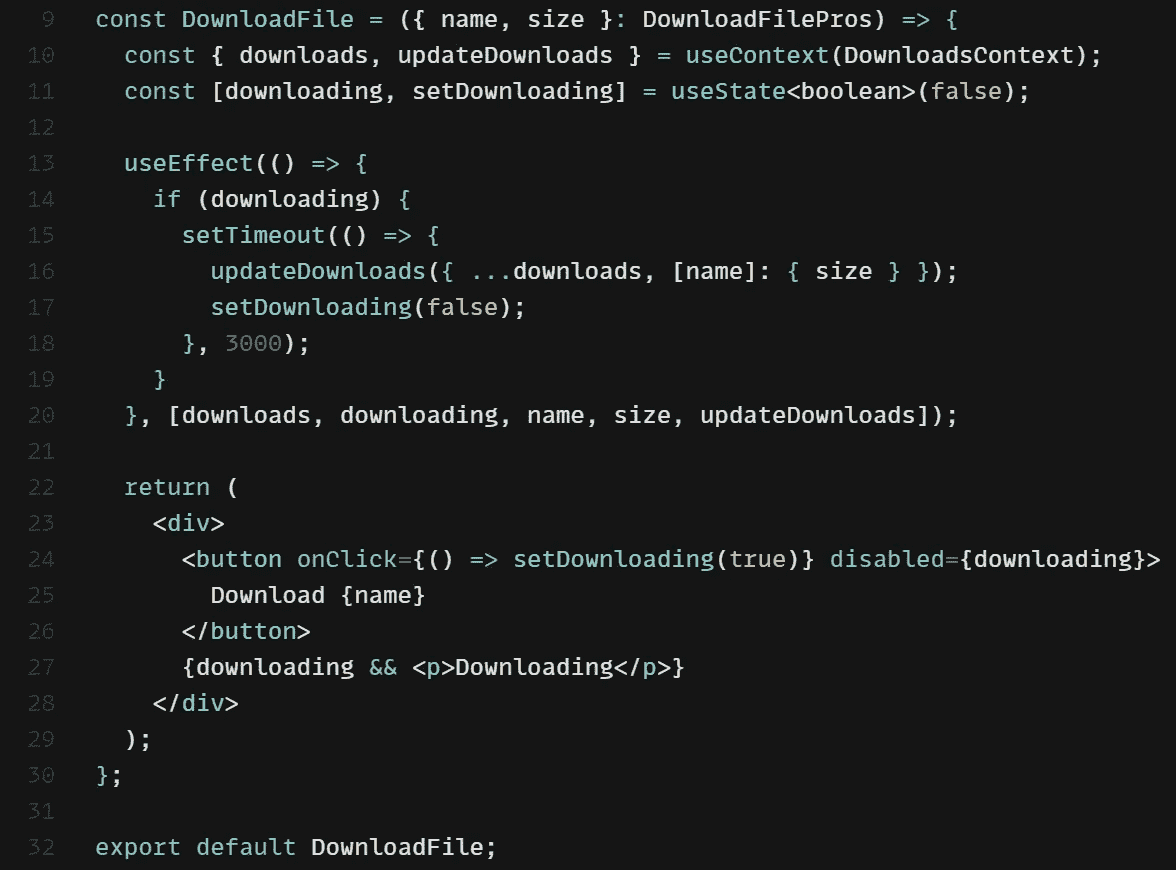 9 const DownloadFile = ({ name, size }: DownloadFilePros) => {
10   const { downloads, updateDownloads } = useContext(DownloadsContext);
11   const [downloading, setDownloading] = useState<boolean>(false);
12
13   useEffect(() => {
14     if (downloading) {
15       setTimeout(() => {
16         updateDownloads({ ...downloads, [name]: { size } });
17         setDownloading(false);
18       }, 3000);
19     }
20   }, [downloads, downloading, name, size, updateDownloads]);
21
22   return (
23     <div>
24       <button onClick={() => setDownloading(true)} disabled={downloading}>
25         Download {name}
26       </button>
27       {downloading && <p>Downloading</p>}
28     </div>
29   );
30 };
31
32 export default DownloadFile;